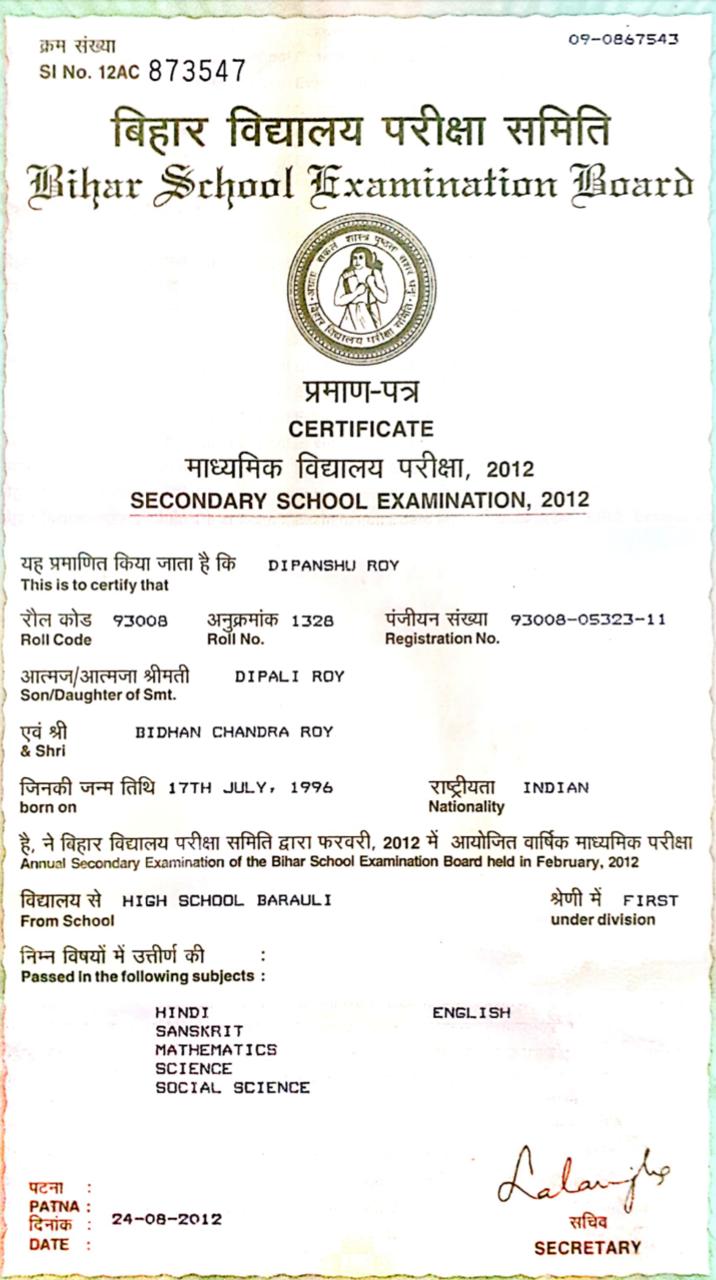 क्रम संख्या
09-0867543
SI No. 12AC 873547
बिहार विद्यालय परीक्षा समिति
Bihar School Examination Board
बिहार विद्यालय परीक्षा समिति
प्रमाण-पत्र
CERTIFICATE
माध्यमिक विद्यालय परीक्षा, 2012
SECONDARY SCHOOL EXAMINATION, 2012
यह प्रमाणित किया जाता है कि DIPANSHU ROY
This is to certify that
रौल कोड 93008 अनुक्रमांक 1328 पंजीयन संख्या 93008-05323-11
Roll Code Roll No. Registration No.
आत्मज/आत्मजा श्रीमती DIPALI ROY
Son/Daughter of Smt.
एवं श्री BIDHAN CHANDRA ROY
& Shri
जिनकी जन्म तिथि 17TH JULY, 1996 राष्ट्रीयता INDIAN
born on Nationality
है, ने बिहार विद्यालय परीक्षा समिति द्वारा फरवरी, 2012 में आयोजित वार्षिक माध्यमिक परीक्षा
Annual Secondary Examination of the Bihar School Examination Board held in February, 2012
विद्यालय से HIGH SCHOOL BARAULI श्रेणी में FIRST
From School under division
निम्न विषयों में उत्तीर्ण की :
Passed in the following subjects :
HINDI ENGLISH
SANSKRIT
MATHEMATICS
SCIENCE
SOCIAL SCIENCE
पटना :
PATNA :
दिनांक : 24-08-2012
DATE :
सचिव
SECRETARY